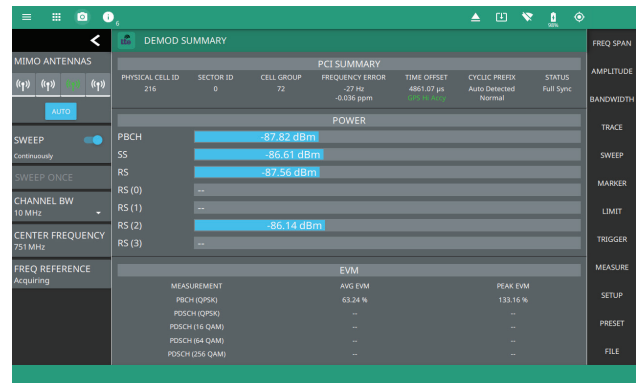 6
98%
DEMOD SUMMARY
FREQ SPAN
AMPLITUDE
BANDWIDTH
TRACE
SWEEP
MARKER
LIMIT
TRIGGER
MEASURE
SETUP
PRESET
FILE
MIMO ANTENNAS
AUTO
SWEEP
Continuously
SWEEP ONCE
CHANNEL BW
10 MHz
CENTER FREQUENCY
751 MHz
FREQ REFERENCE
Acquiring
PCI SUMMARY
PHYSICAL CELL ID SECTOR ID CELL GROUP FREQUENCY ERROR TIME OFFSET CYCLIC PREFIX STATUS
216 0 72 -27 Hz 4861.07 µs Auto Detected Full Sync
-0.036 ppm GPS Hi Accy Normal
POWER
PBCH -87.82 dBm
SS -86.61 dBm
RS -87.56 dBm
RS (0) --
RS (1) --
RS (2) -86.14 dBm
RS (3) --
EVM
MEASUREMENT AVG EVM PEAK EVM
PBCH (QPSK) 63.24 % 133.16 %
PDSCH (QPSK) -- --
PDSCH (16 QAM) -- --
PDSCH (64 QAM) -- --
PDSCH (256 QAM) -- --